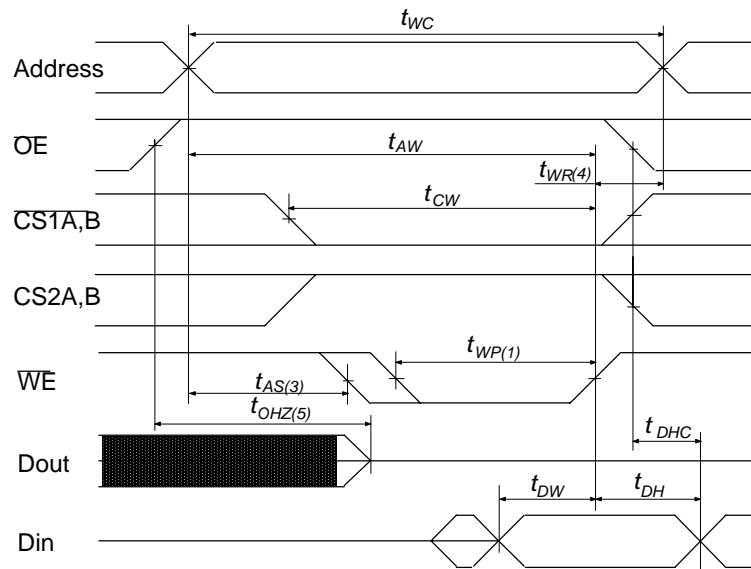 tWC
Address
OE
tAW
tWR(4)
CS1A,B
tCW
CS2A,B
tWP(1)
WE
tAS(3)
tOHZ(5)
tDHC
Dout
tDW
tDH
Din